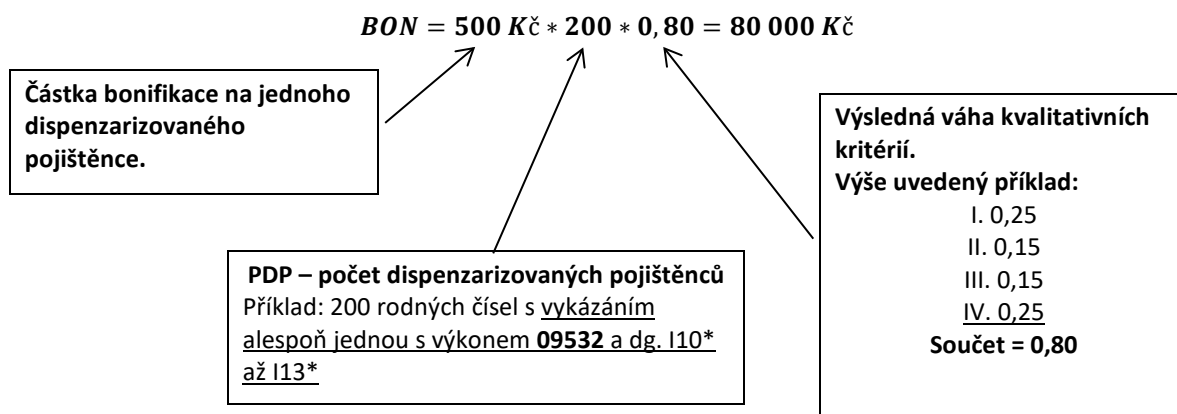 BON = 500 Kč * 200 * 0,80 = 80 000 Kč
Částka bonifikace na jednoho
dispenzarizovaného
pojištěnce.
PDP – počet dispenzarizovaných pojištěnců
Příklad: 200 rodných čísel s vykázáním
alespoň jednou s výkonem 09532 a dg. I10*
až I13*
Výsledná váha kvalitativních
kritérií.
Výše uvedený příklad:
I. 0,25
II. 0,15
III. 0,15
IV. 0,25
Součet = 0,80